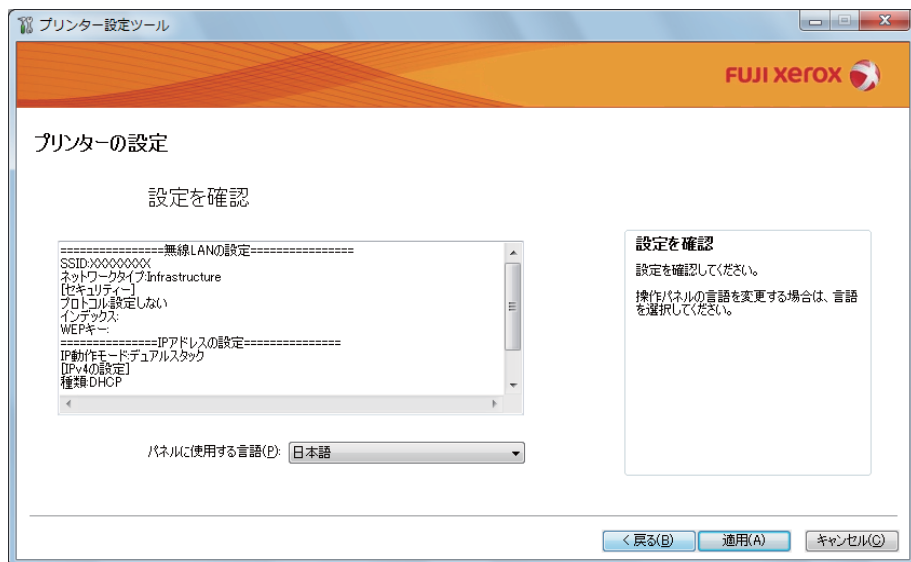 プリンター設定ツール
FUJI XEROX
プリンターの設定
設定を確認
================無線LANの設定================
SSID:XXXXXXXX
ネットワークタイプ:Infrastructure
[セキュリティー]
プロトコル:設定しない
インデックス:
WEPキー:
===============IPアドレスの設定===============
IP動作モード:デュアルスタック
[IPv4の設定]
種類:DHCP
パネルに使用する言語(P):
日本語
設定を確認
設定を確認してください。
操作パネルの言語を変更する場合は、言語
を選択してください。
< 戻る(B)
適用(A)
キャンセル(C)